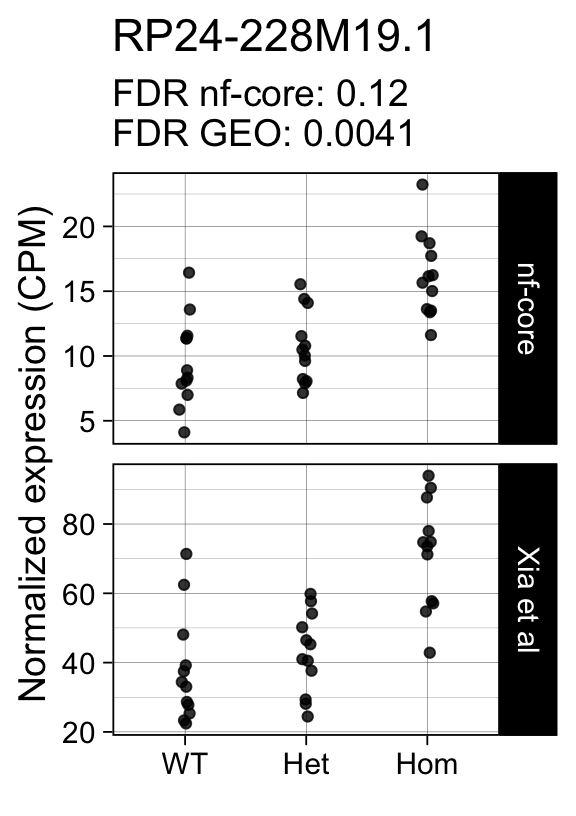 RP24-228M19.1
FDR nf-core: 0.12
FDR GEO: 0.0041
Normalized expression (CPM)
20
15
10
5
nf-core
80
60
40
20
Xia et al
WT Het Hom